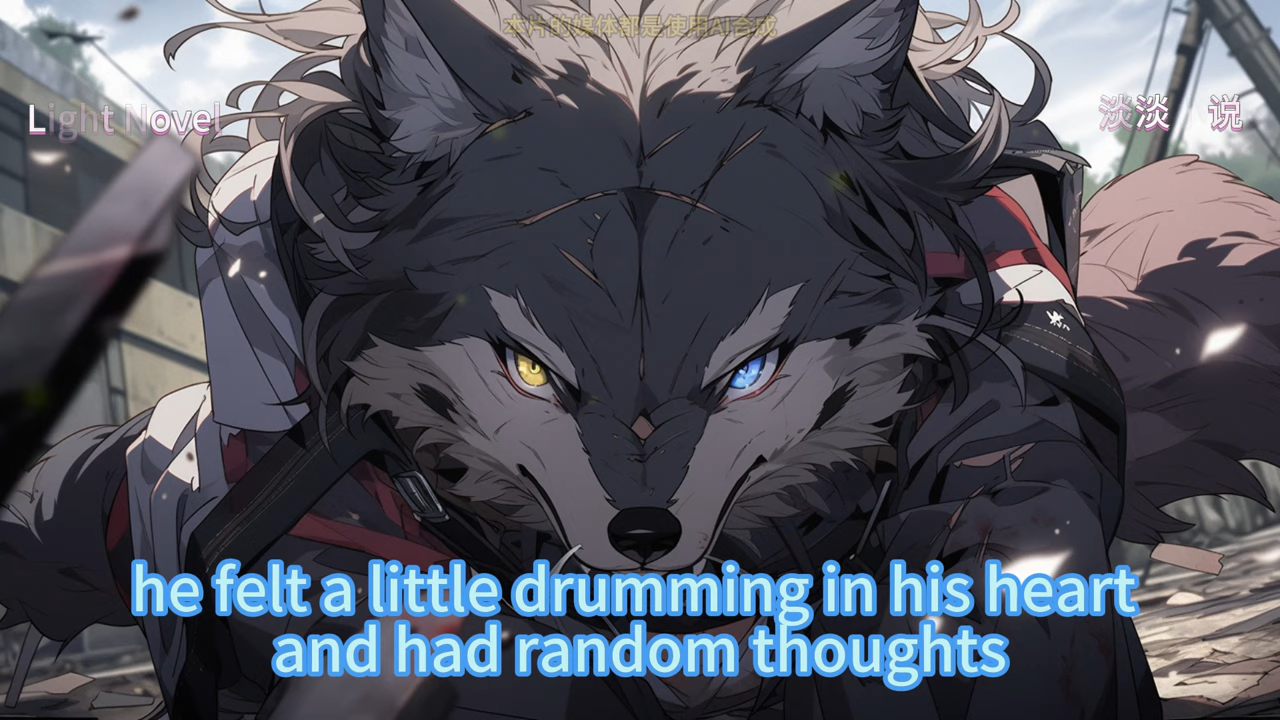 本片的媒体都是使用AI合成
Light Novel
淡淡 说
he felt a little drumming in his heart
and had random thoughts